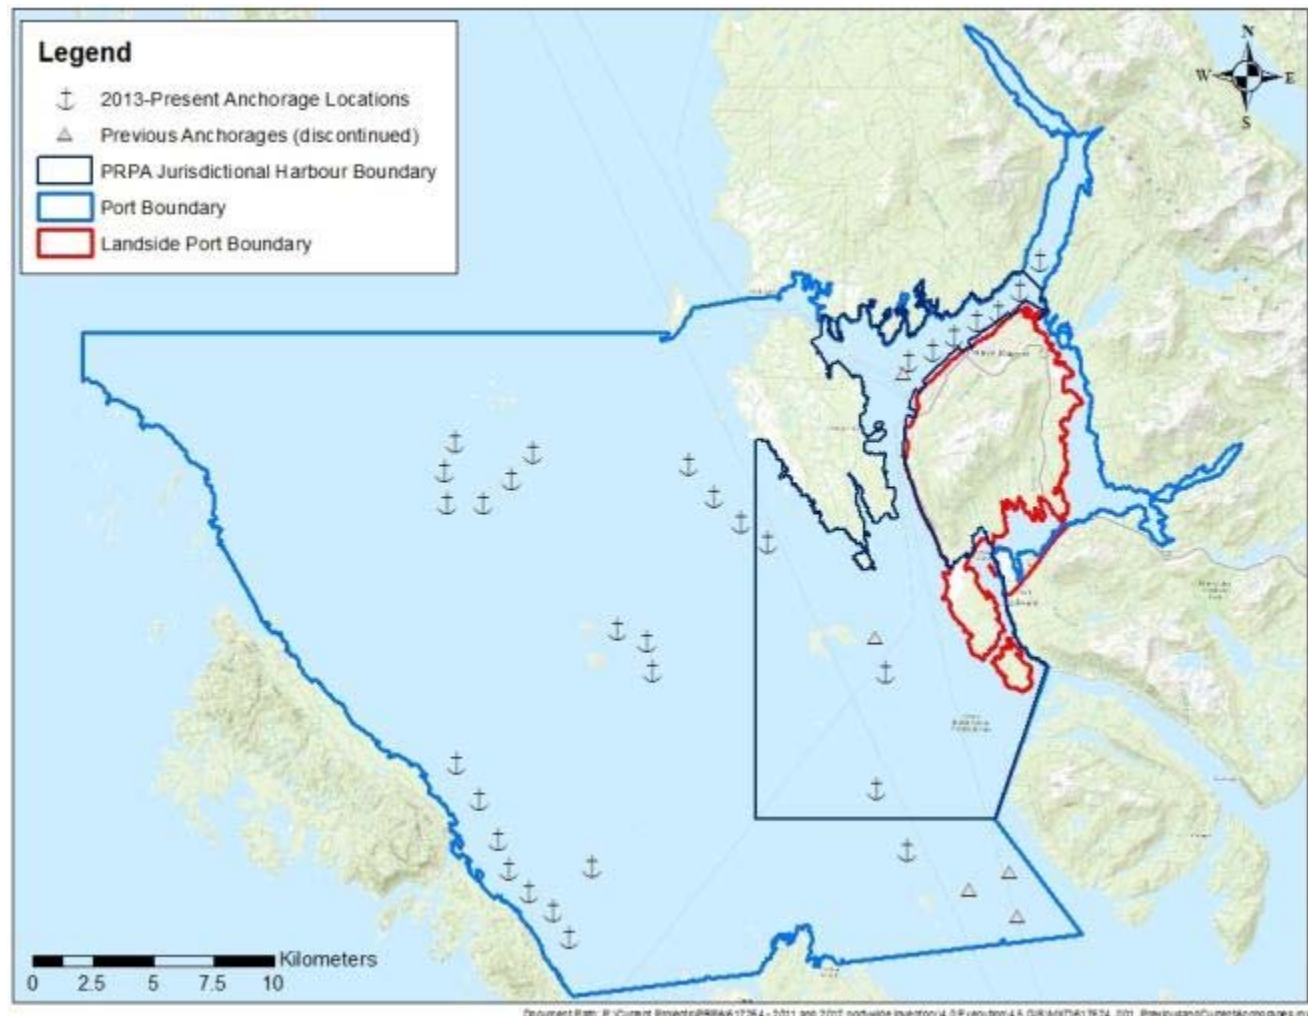 Legend
2013-Present Anchorage Locations
Previous Anchorages (discontinued)
PRPA Jurisdictional Harbour Boundary
Port Boundary
Landside Port Boundary
N
W E
S
Kilometers
0 2.5 5 7.5 10